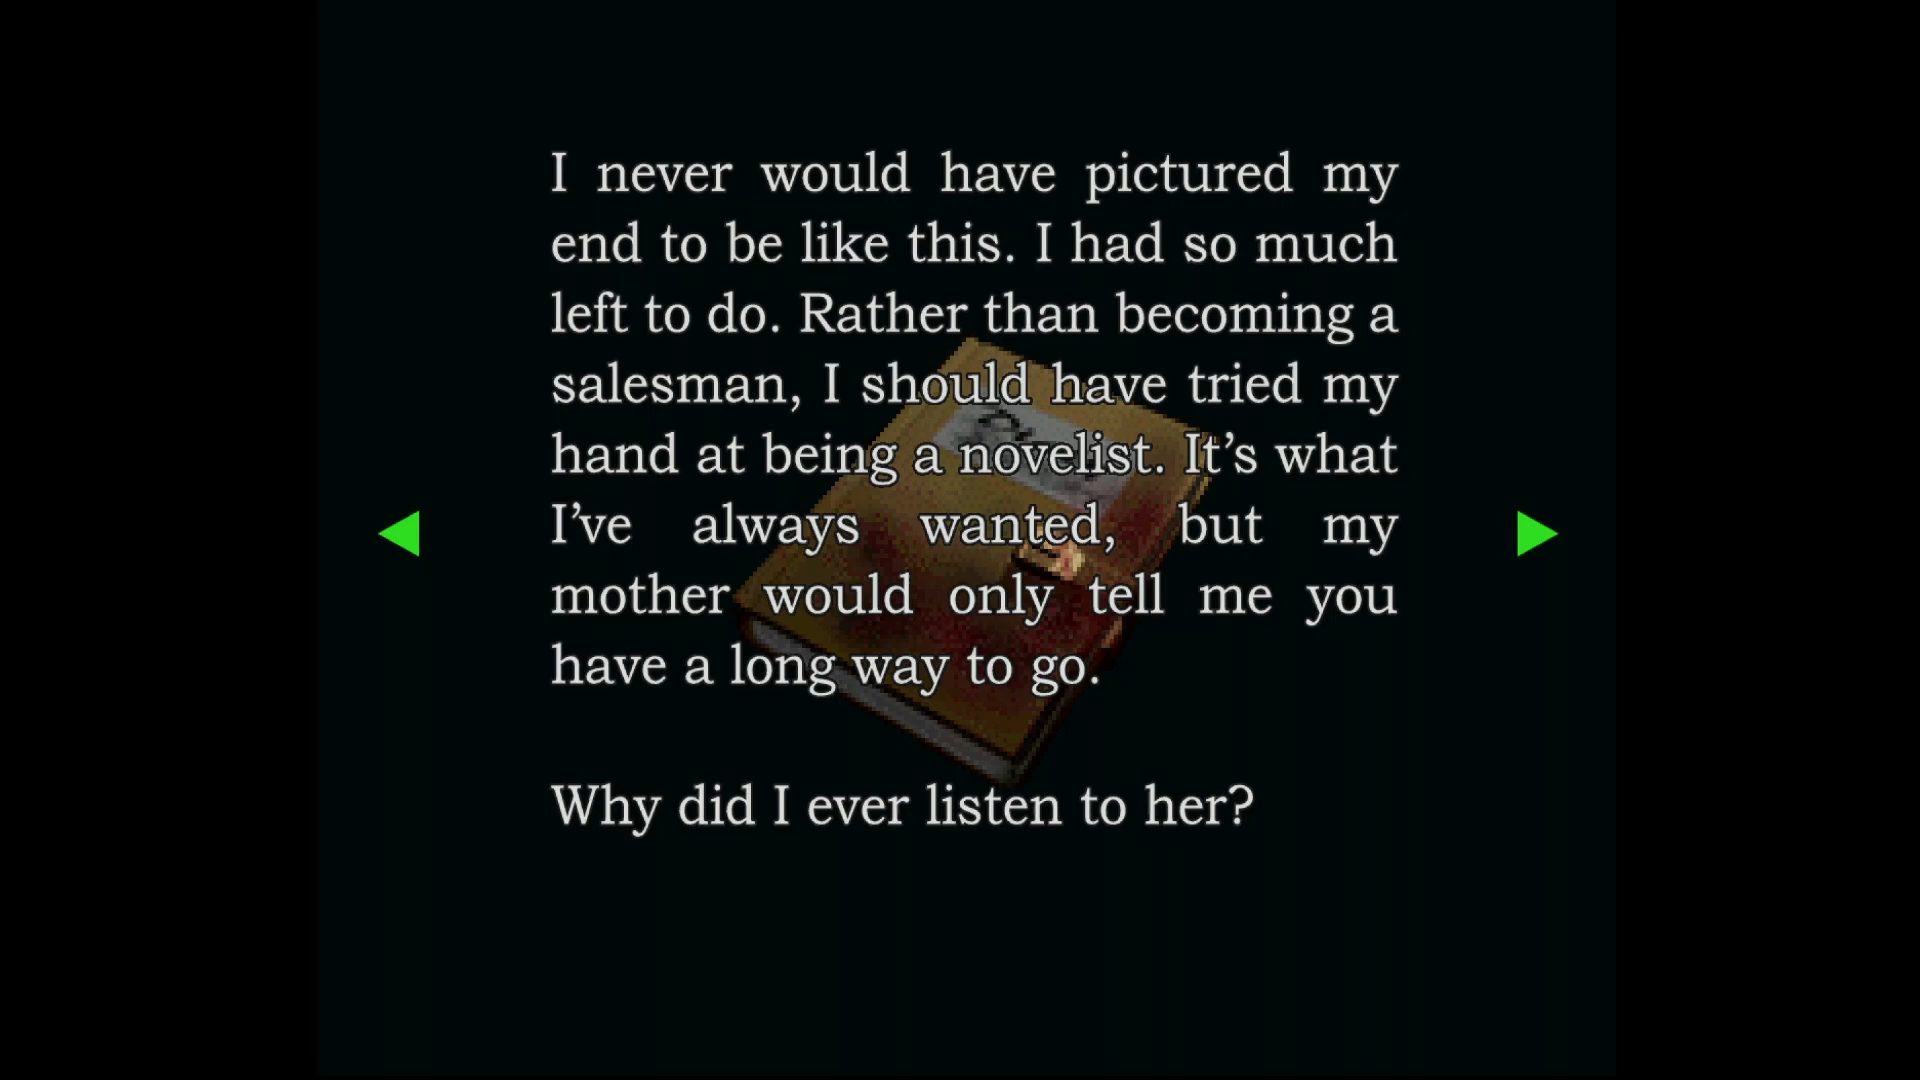 I never would have pictured my
end to be like this. I had so much
left to do. Rather than becoming a
salesman, I should have tried my
hand at being a novelist. It’s what
I’ve always wanted, but my
mother would only tell me you
have a long way to go.
Why did I ever listen to her?